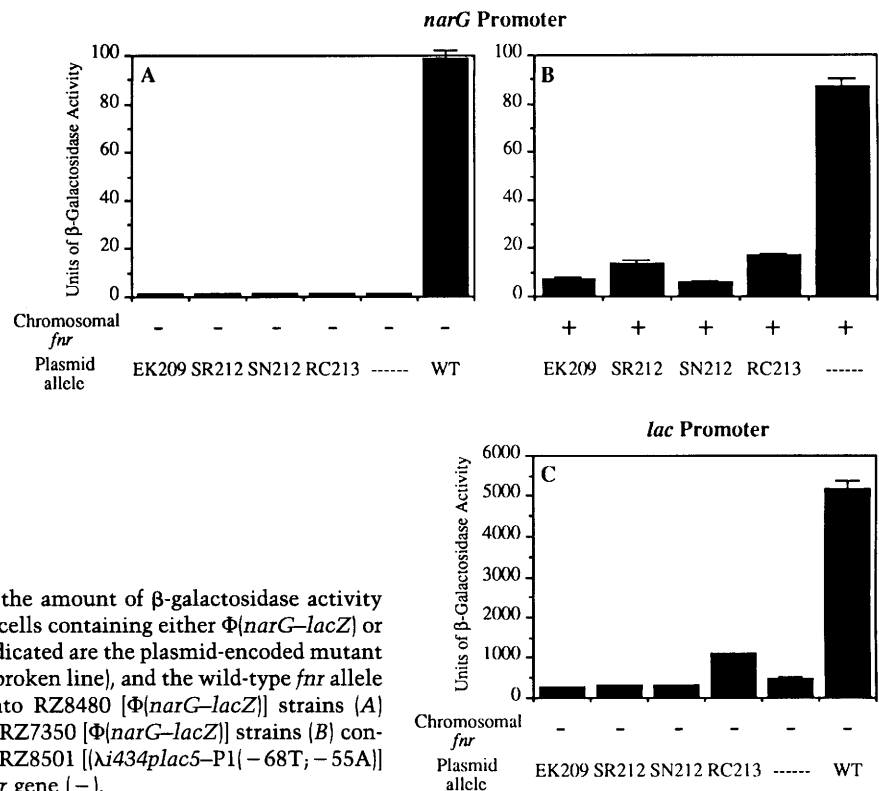 narG Promoter
A
Units of β-Galactosidase Activity
100
80
60
40
20
0
Chromosomal fnr
- - - - - -
Plasmid allele
EK209 SR212 SN212 RC213 ------ WT
B
100
80
60
40
20
0
+ + + + +
EK209 SR212 SN212 RC213 ------
lac Promoter
C
Units of β-Galactosidase Activity
6000
5000
4000
3000
2000
1000
0
Chromosomal fnr
- - - - - -
Plasmid allele
EK209 SR212 SN212 RC213 ------ WT
the amount of β-galactosidase activity
cells containing either Φ(narG–lacZ) or
dicated are the plasmid-encoded mutant
broken line), and the wild-type fnr allele
nto RZ8480 [Φ(narG–lacZ)] strains (A)
RZ7350 [Φ(narG–lacZ)] strains (B) con-
RZ8501 [(λi434plac5–P1(−68T; −55A)]